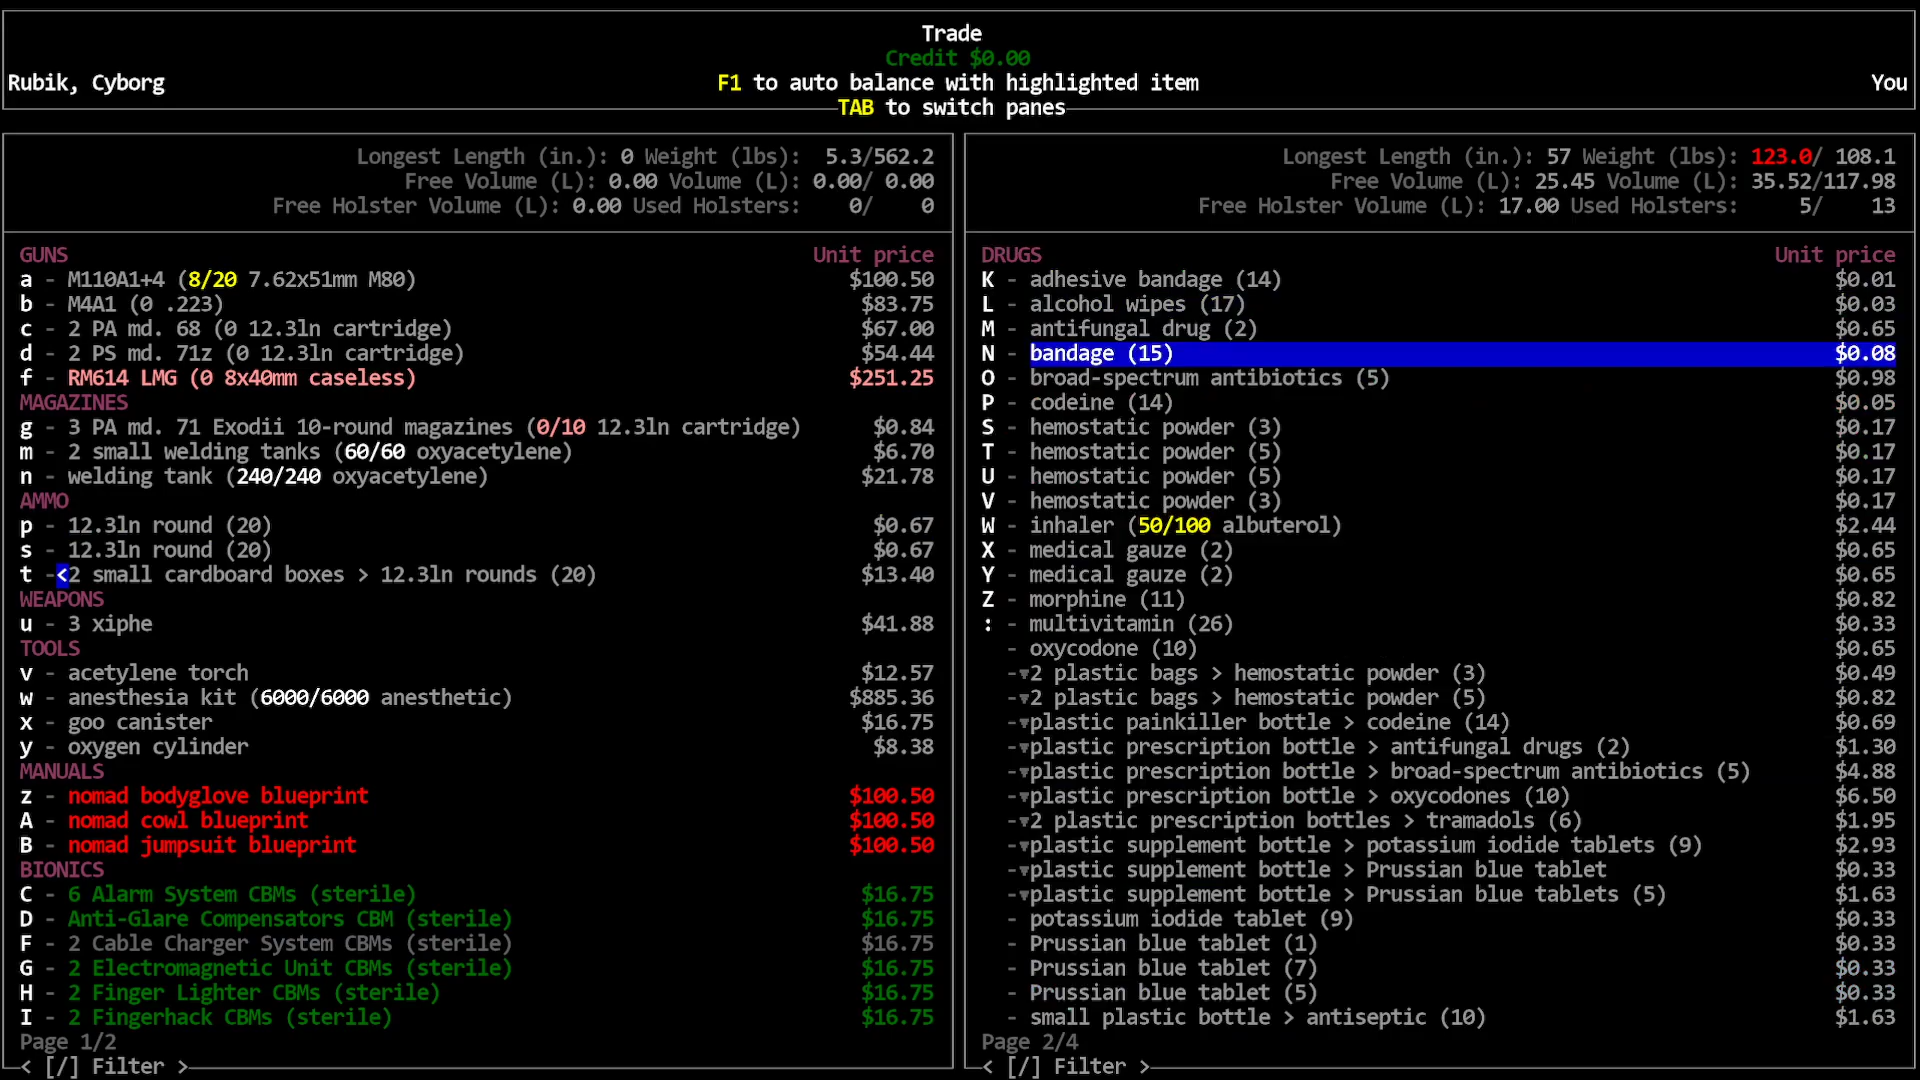 Trade
Credit $0.00
Rubik, Cyborg F1 to auto balance with highlighted item You
TAB to switch panes
Longest Length (in.): 0 Weight (lbs): 5.3/562.2
Free Volume (L): 0.00 Volume (L): 0.00/ 0.00
Free Holster Volume (L): 0.00 Used Holsters: 0/ 0
GUNS Unit price
a - M110A1+4 (8/20 7.62x51mm M80) $100.50
b - M4A1 (0 .223) $83.75
c - 2 PA md. 68 (0 12.3ln cartridge) $67.00
d - 2 PS md. 71z (0 12.3ln cartridge) $54.44
f - RM614 LMG (0 8x40mm caseless) $251.25
MAGAZINES
g - 3 PA md. 71 Exodii 10-round magazines (0/10 12.3ln cartridge) $0.84
m - 2 small welding tanks (60/60 oxyacetylene) $6.70
n - welding tank (240/240 oxyacetylene) $21.78
AMMO
p - 12.3ln round (20) $0.67
s - 12.3ln round (20) $0.67
t -<2 small cardboard boxes > 12.3ln rounds (20) $13.40
WEAPONS
u - 3 xiphe $41.88
TOOLS
v - acetylene torch $12.57
w - anesthesia kit (6000/6000 anesthetic) $885.36
x - goo canister $16.75
y - oxygen cylinder $8.38
MANUALS
z - nomad bodyglove blueprint $100.50
A - nomad cowl blueprint $100.50
B - nomad jumpsuit blueprint $100.50
BIONICS
C - 6 Alarm System CBMs (sterile) $16.75
D - Anti-Glare Compensators CBM (sterile) $16.75
F - 2 Cable Charger System CBMs (sterile) $16.75
G - 2 Electromagnetic Unit CBMs (sterile) $16.75
H - 2 Finger Lighter CBMs (sterile) $16.75
I - 2 Fingerhack CBMs (sterile) $16.75
Page 1/2
< [/] Filter >
Longest Length (in.): 57 Weight (lbs): 123.0/ 108.1
Free Volume (L): 25.45 Volume (L): 35.52/117.98
Free Holster Volume (L): 17.00 Used Holsters: 5/ 13
DRUGS Unit price
K - adhesive bandage (14) $0.01
L - alcohol wipes (17) $0.03
M - antifungal drug (2) $0.65
N - bandage (15) $0.08
O - broad-spectrum antibiotics (5) $0.98
P - codeine (14) $0.05
S - hemostatic powder (3) $0.17
T - hemostatic powder (5) $0.17
U - hemostatic powder (5) $0.17
V - hemostatic powder (3) $0.17
W - inhaler (50/100 albuterol) $2.44
X - medical gauze (2) $0.65
Y - medical gauze (2) $0.65
Z - morphine (11) $0.82
: - multivitamin (26) $0.33
- oxycodone (10) $0.65
-▾2 plastic bags > hemostatic powder (3) $0.49
-▾2 plastic bags > hemostatic powder (5) $0.82
-▾plastic painkiller bottle > codeine (14) $0.69
-▾plastic prescription bottle > antifungal drugs (2) $1.30
-▾plastic prescription bottle > broad-spectrum antibiotics (5) $4.88
-▾plastic prescription bottle > oxycodones (10) $6.50
-▾2 plastic prescription bottles > tramadols (6) $1.95
-▾plastic supplement bottle > potassium iodide tablets (9) $2.93
-▾plastic supplement bottle > Prussian blue tablet $0.33
-▾plastic supplement bottle > Prussian blue tablets (5) $1.63
- potassium iodide tablet (9) $0.33
- Prussian blue tablet (1) $0.33
- Prussian blue tablet (7) $0.33
- Prussian blue tablet (5) $0.33
- small plastic bottle > antiseptic (10) $1.63
Page 2/4
< [/] Filter >